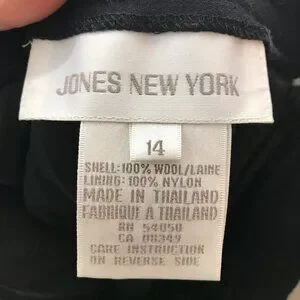 JONES NEW YORK
14
SHELL:100% WOOL/LAINE
LINING: 100% NYLON
MADE IN THAILAND
FABRIQUE A THAILAND
RN 54050
CA 08349
CARE INSTRUCTION
ON REVERSE SIDE